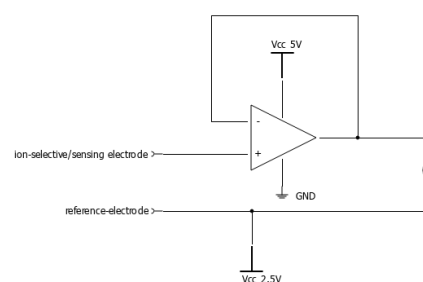 Vcc 5V
-
ion-selective/sensing electrode
+
GND
reference-electrode
Vcc 2.5V